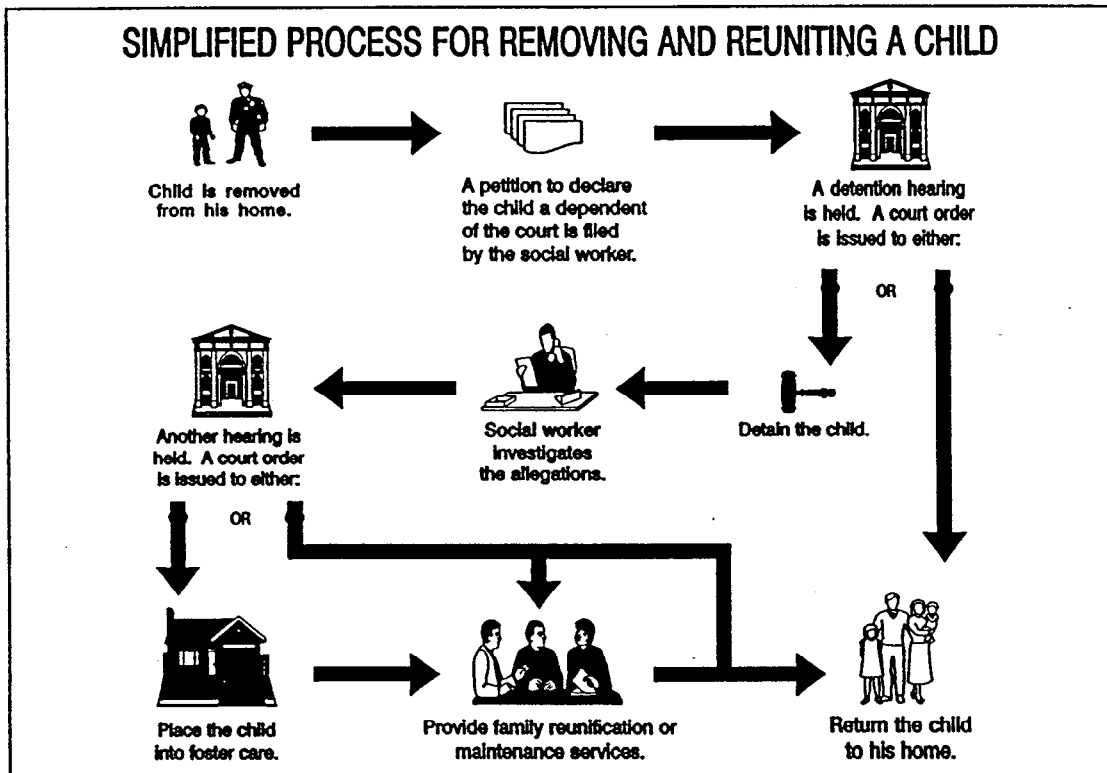 SIMPLIFIED PROCESS FOR REMOVING AND REUNITING A CHILD
Child is removed
from his home.
A petition to declare
the child a dependent
of the court is filed
by the social worker.
A detention hearing
is held. A court order
is issued to either:
OR
Detain the child.
Social worker
investigates
the allegations.
Another hearing is
held. A court order
is issued to either:
OR
Place the child
into foster care.
Provide family reunification or
maintenance services.
Return the child
to his home.